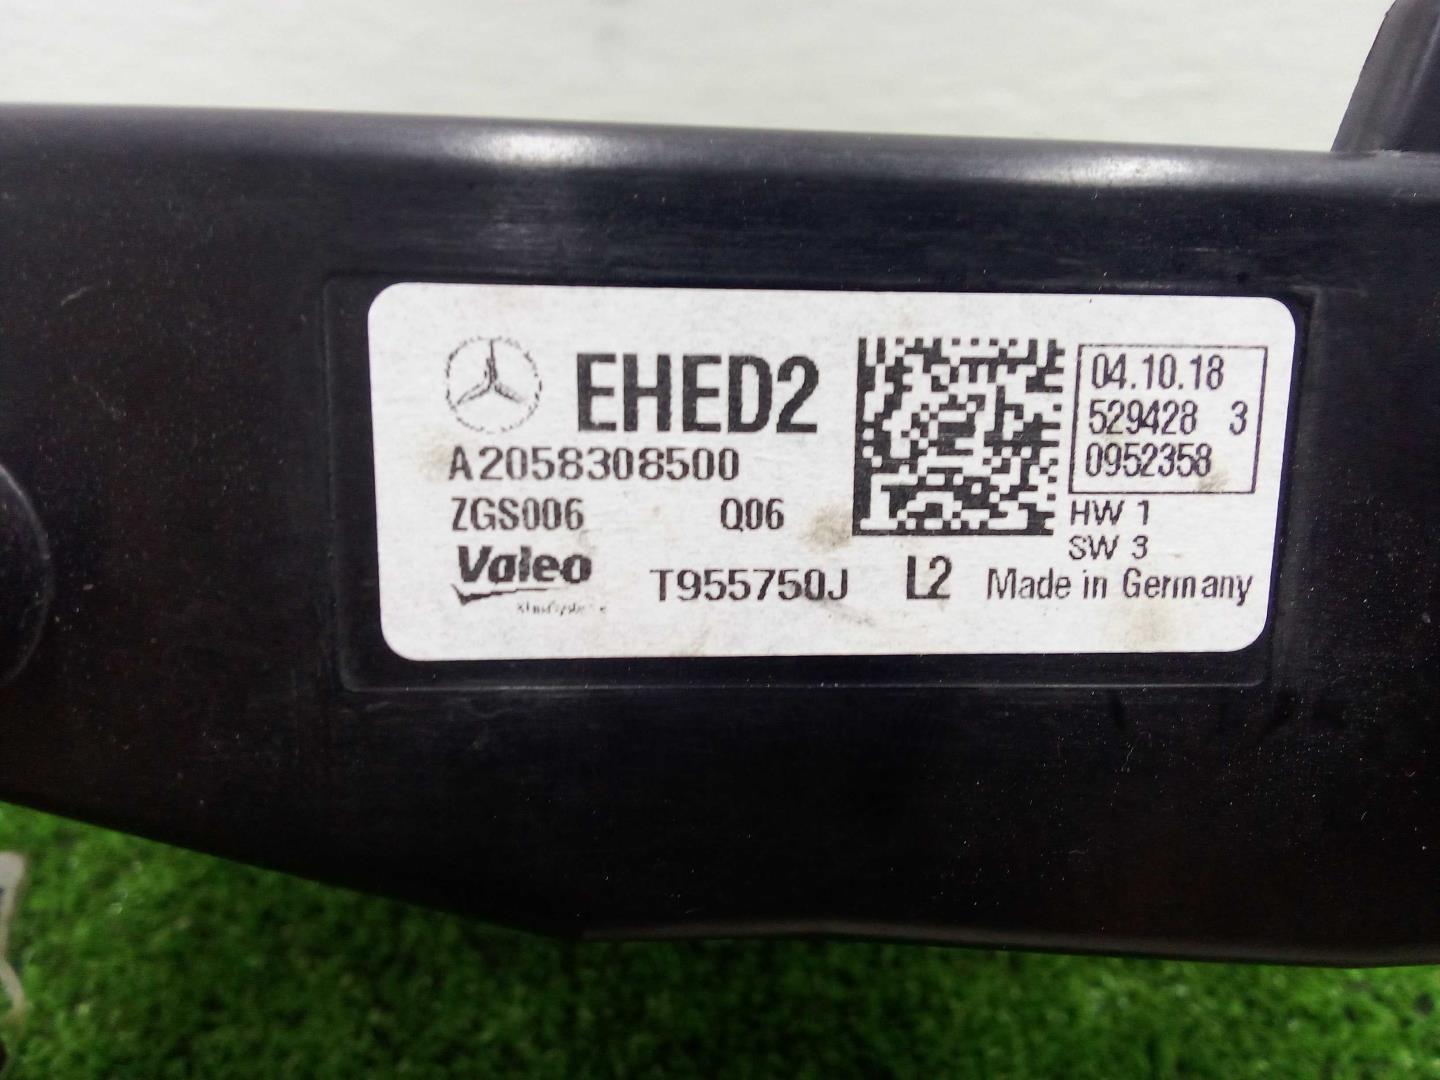 EHED2
A2058308500
ZGS006 Q06
Valeo
T955750J L2
04.10.18
529428 3
0952358
HW 1
SW 3
Made in Germany